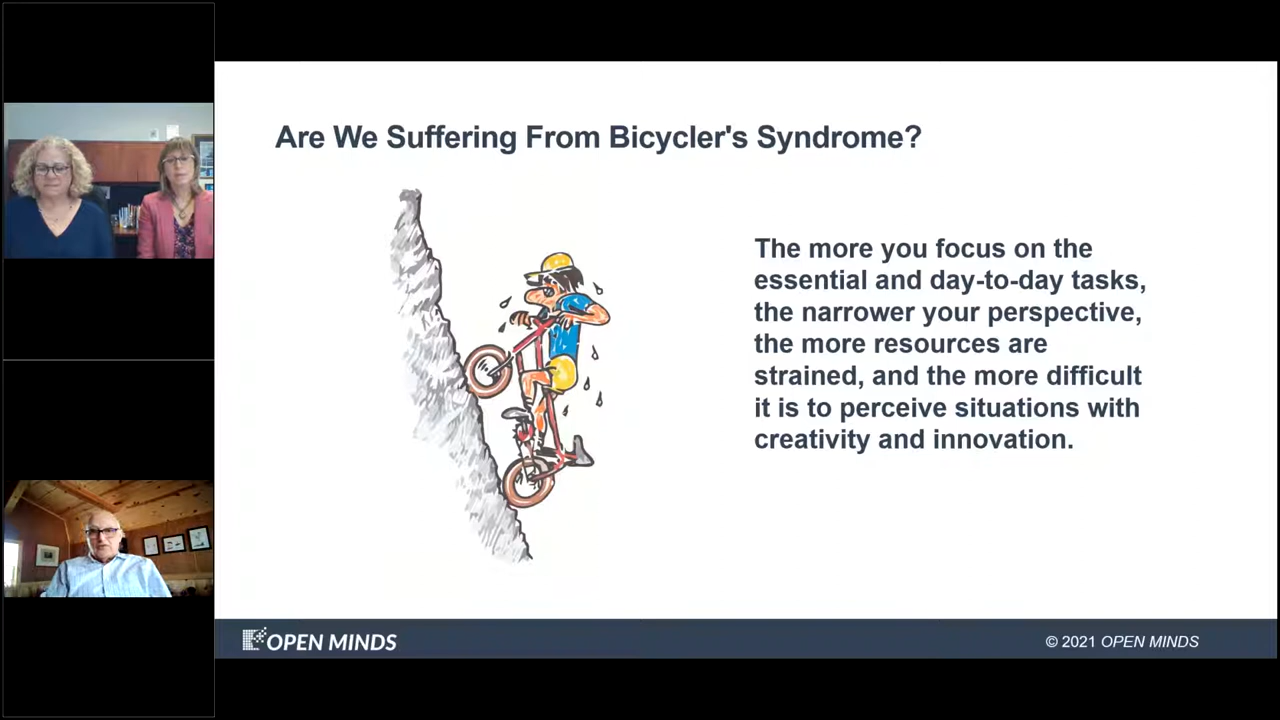 Are We Suffering From Bicycler's Syndrome?
The more you focus on the
essential and day-to-day tasks,
the narrower your perspective,
the more resources are
strained, and the more difficult
it is to perceive situations with
creativity and innovation.
OPEN MINDS
© 2021 OPEN MINDS